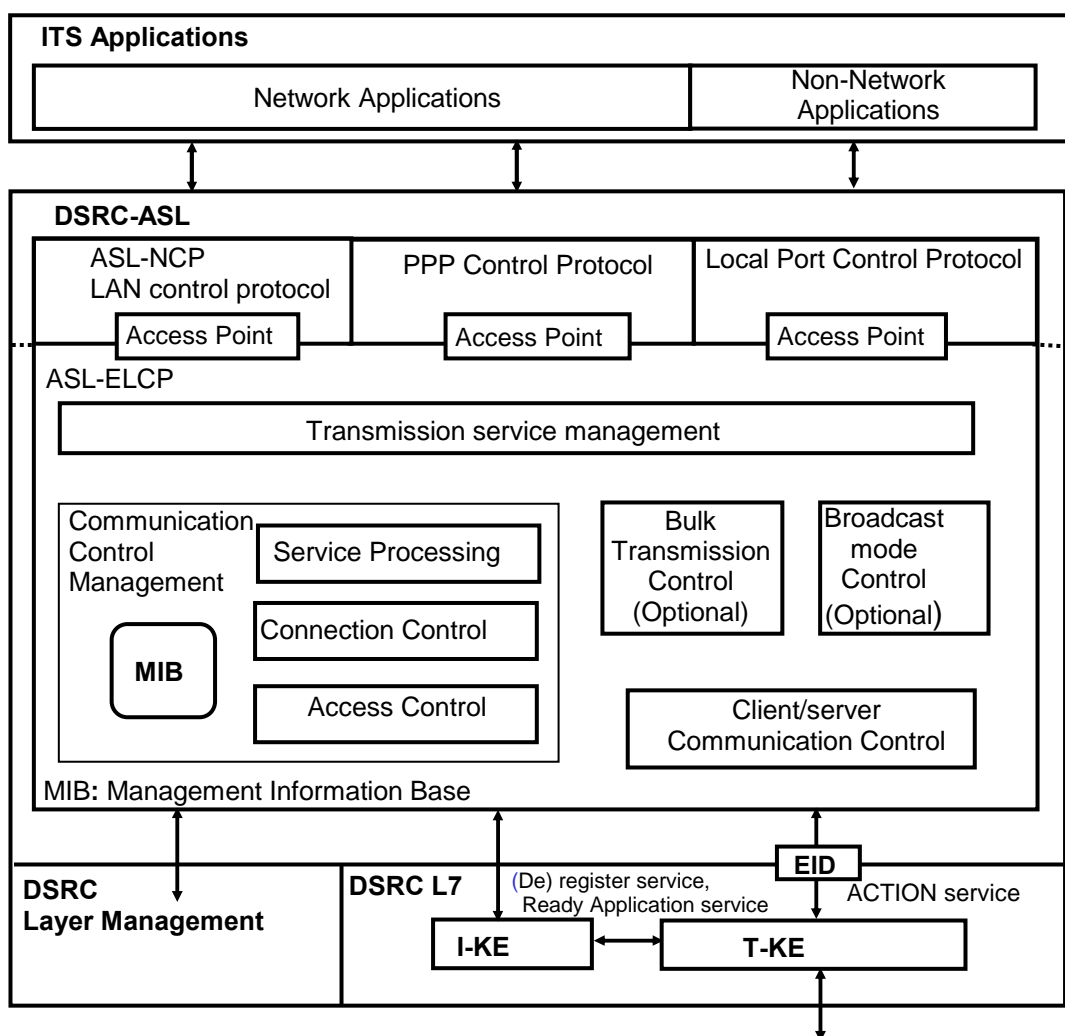 ITS Applications
Network Applications
Non-Network
Applications
DSRC-ASL
ASL-NCP
LAN control protocol
PPP Control Protocol
Local Port Control Protocol
Access Point
Access Point
Access Point
ASL-ELCP
Transmission service management
Communication
Control
Management
Service Processing
Connection Control
Access Control
MIB
Bulk
Transmission
Control
(Optional)
Broadcast
mode
Control
(Optional)
Client/server
Communication Control
MIB: Management Information Base
DSRC
Layer Management
DSRC L7
(De) register service,
Ready Application service
EID
ACTION service
I-KE
T-KE